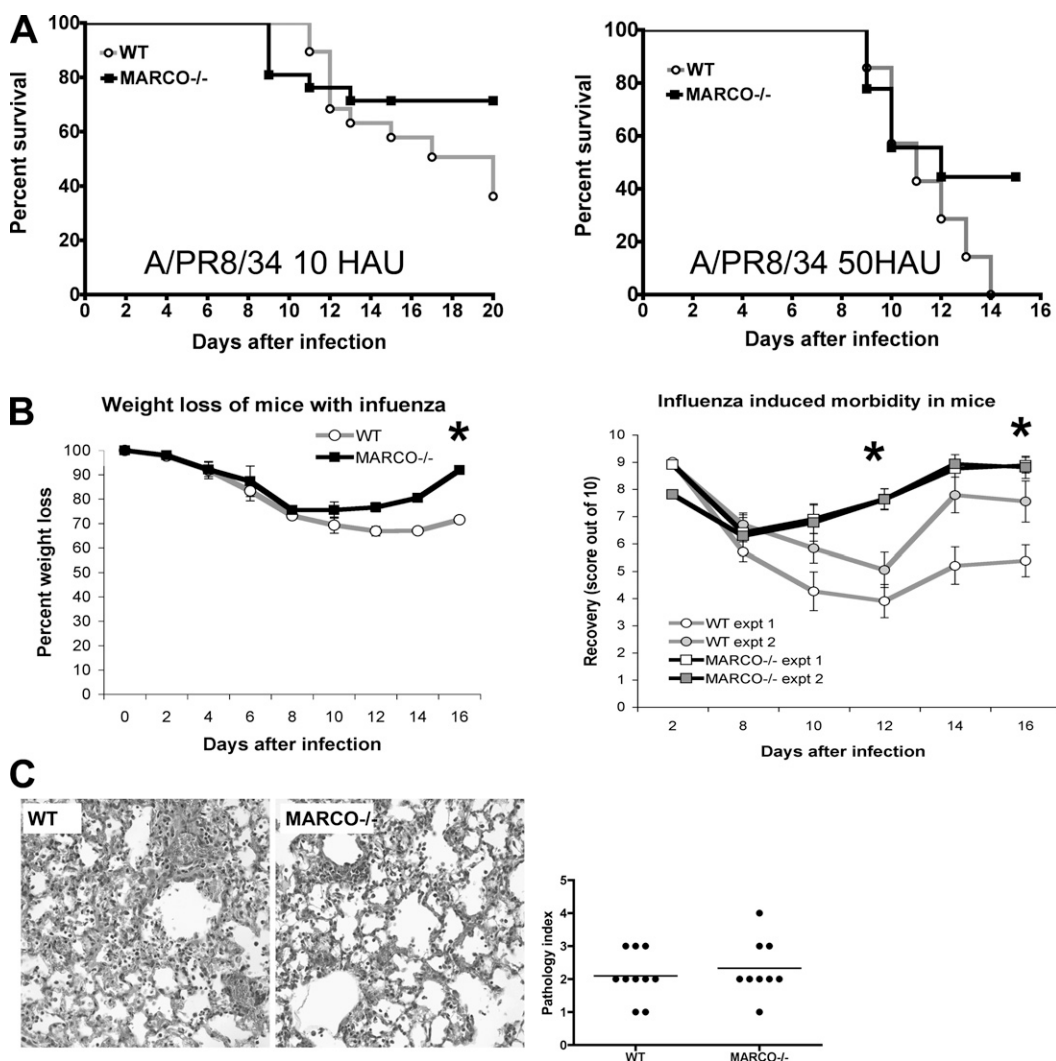 A
100
80
60
40
20
0
Percent survival
WT
MARCO-/-
A/PR8/34 10 HAU
0 2 4 6 8 10 12 14 16 18 20
Days after infection
100
80
60
40
20
0
Percent survival
WT
MARCO-/-
A/PR8/34 50HAU
0 2 4 6 8 10 12 14 16
Days after infection
B
Weight loss of mice with infuenza
*
WT
MARCO-/-
100
90
80
70
60
50
40
30
20
10
0
Percent weight loss
0 2 4 6 8 10 12 14 16
Days after infection
Influenza induced morbidity in mice
* *
10
9
8
7
6
5
4
3
2
1
0
Recovery (score out of 10)
WT expt 1
WT expt 2
MARCO-/- expt 1
MARCO-/- expt 2
2 8 10 12 14 16
Days after infection
C
WT
MARCO-/-
5
4
3
2
1
0
Pathology index
WT MARCO-/-